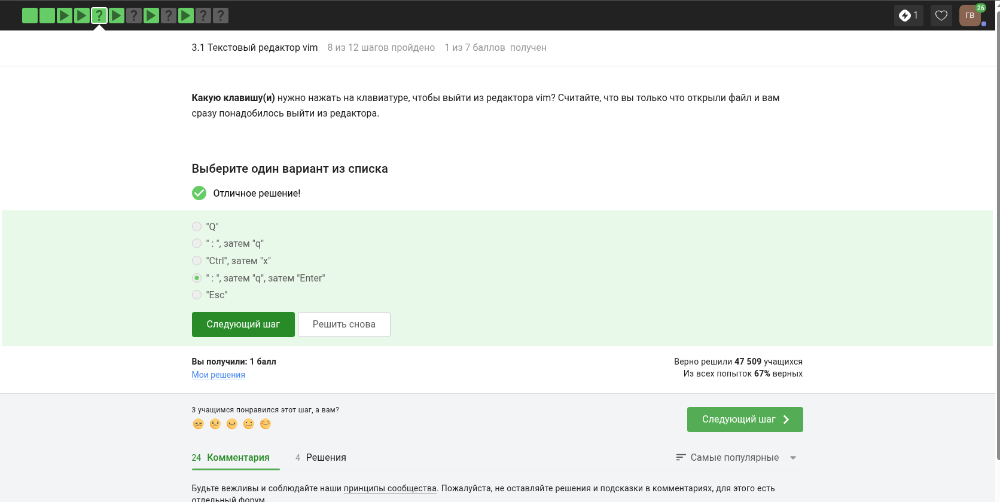 ? ? ? ? ?
1
ГВ
26
3.1 Текстовый редактор vim 8 из 12 шагов пройдено 1 из 7 баллов получен
Какую клавишу(и) нужно нажать на клавиатуре, чтобы выйти из редактора vim? Считайте, что вы только что открыли файл и вам
сразу понадобилось выйти из редактора.
Выберите один вариант из списка
Отличное решение!
"Q"
" : ", затем "q"
"Ctrl", затем "x"
" : ", затем "q", затем "Enter"
"Esc"
Следующий шаг Решить снова
Вы получили: 1 балл
Мои решения
Верно решили 47 509 учащихся
Из всех попыток 67% верных
3 учащимся понравился этот шаг, а вам?
Следующий шаг
24 Комментария 4 Решения
Самые популярные
Будьте вежливы и соблюдайте наши принципы сообщества. Пожалуйста, не оставляйте решения и подсказки в комментариях, для этого есть
отдельный форум.